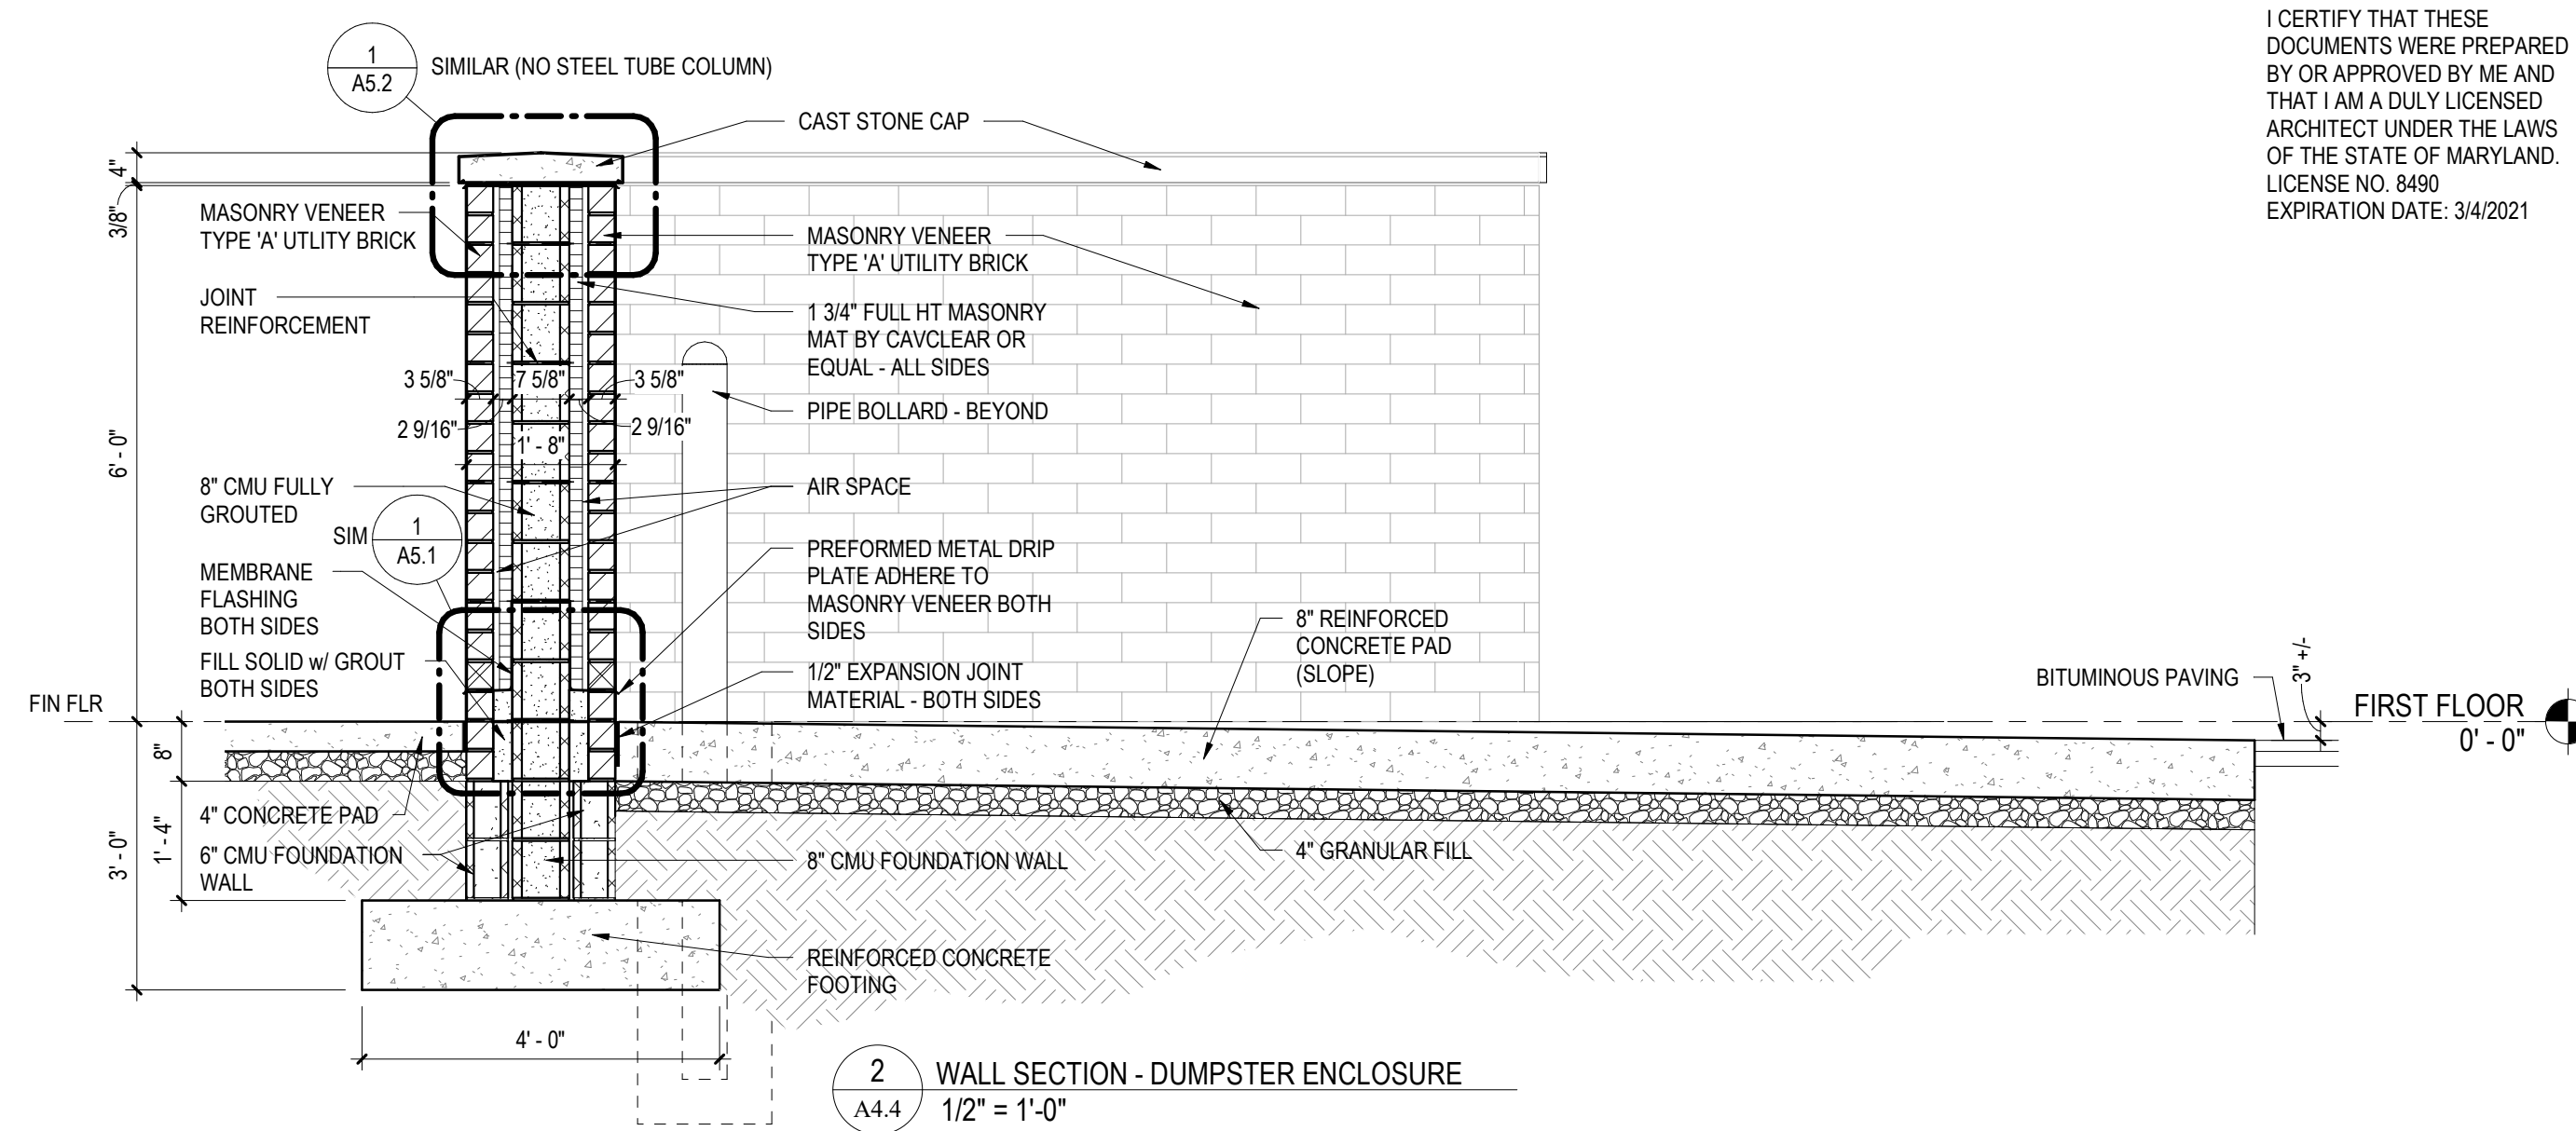 I CERTIFY THAT THESE
DOCUMENTS WERE PREPARED
BY OR APPROVED BY ME AND
THAT I AM A DULY LICENSED
ARCHITECT UNDER THE LAWS
OF THE STATE OF MARYLAND.
LICENSE NO. 8490
EXPIRATION DATE: 3/4/2021
1
A5.2
SIMILAR (NO STEEL TUBE COLUMN)
CAST STONE CAP
4"
3/8"
6' - 0"
MASONRY VENEER
TYPE 'A' UTLITY BRICK
JOINT
REINFORCEMENT
3 5/8"
7 5/8"
3 5/8"
2 9/16"
2 9/16"
1' - 8"
8" CMU FULLY
GROUTED
SIM
1
A5.1
MEMBRANE
FLASHING
BOTH SIDES
FILL SOLID w/ GROUT
BOTH SIDES
FIN FLR
MASONRY VENEER
TYPE 'A' UTILITY BRICK
1 3/4" FULL HT MASONRY
MAT BY CAVCLEAR OR
EQUAL - ALL SIDES
PIPE BOLLARD - BEYOND
AIR SPACE
PREFORMED METAL DRIP
PLATE ADHERE TO
MASONRY VENEER BOTH
SIDES
1/2" EXPANSION JOINT
MATERIAL - BOTH SIDES
8" REINFORCED
CONCRETE PAD
(SLOPE)
BITUMINOUS PAVING
3" +/-
FIRST FLOOR
0' - 0"
8"
1' - 4"
3' - 0"
4" CONCRETE PAD
6" CMU FOUNDATION
WALL
8" CMU FOUNDATION WALL
4" GRANULAR FILL
REINFORCED CONCRETE
FOOTING
4' - 0"
2
A4.4
WALL SECTION - DUMPSTER ENCLOSURE
1/2" = 1'-0"